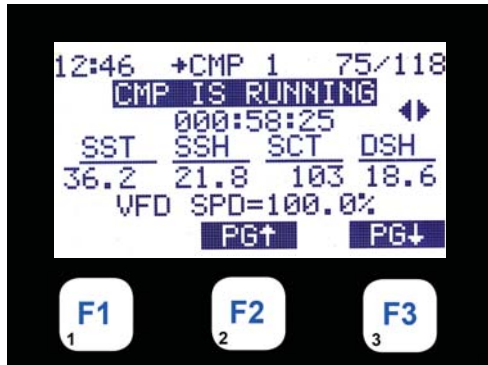 12:46 →CMP 1 75/118
CMP IS RUNNING
000:58:25
SST SSH SCT DSH
36.2 21.8 103 18.6
VFD SPD=100.0%
PG↑ PG↓
F1 F2 F3
1 2 3